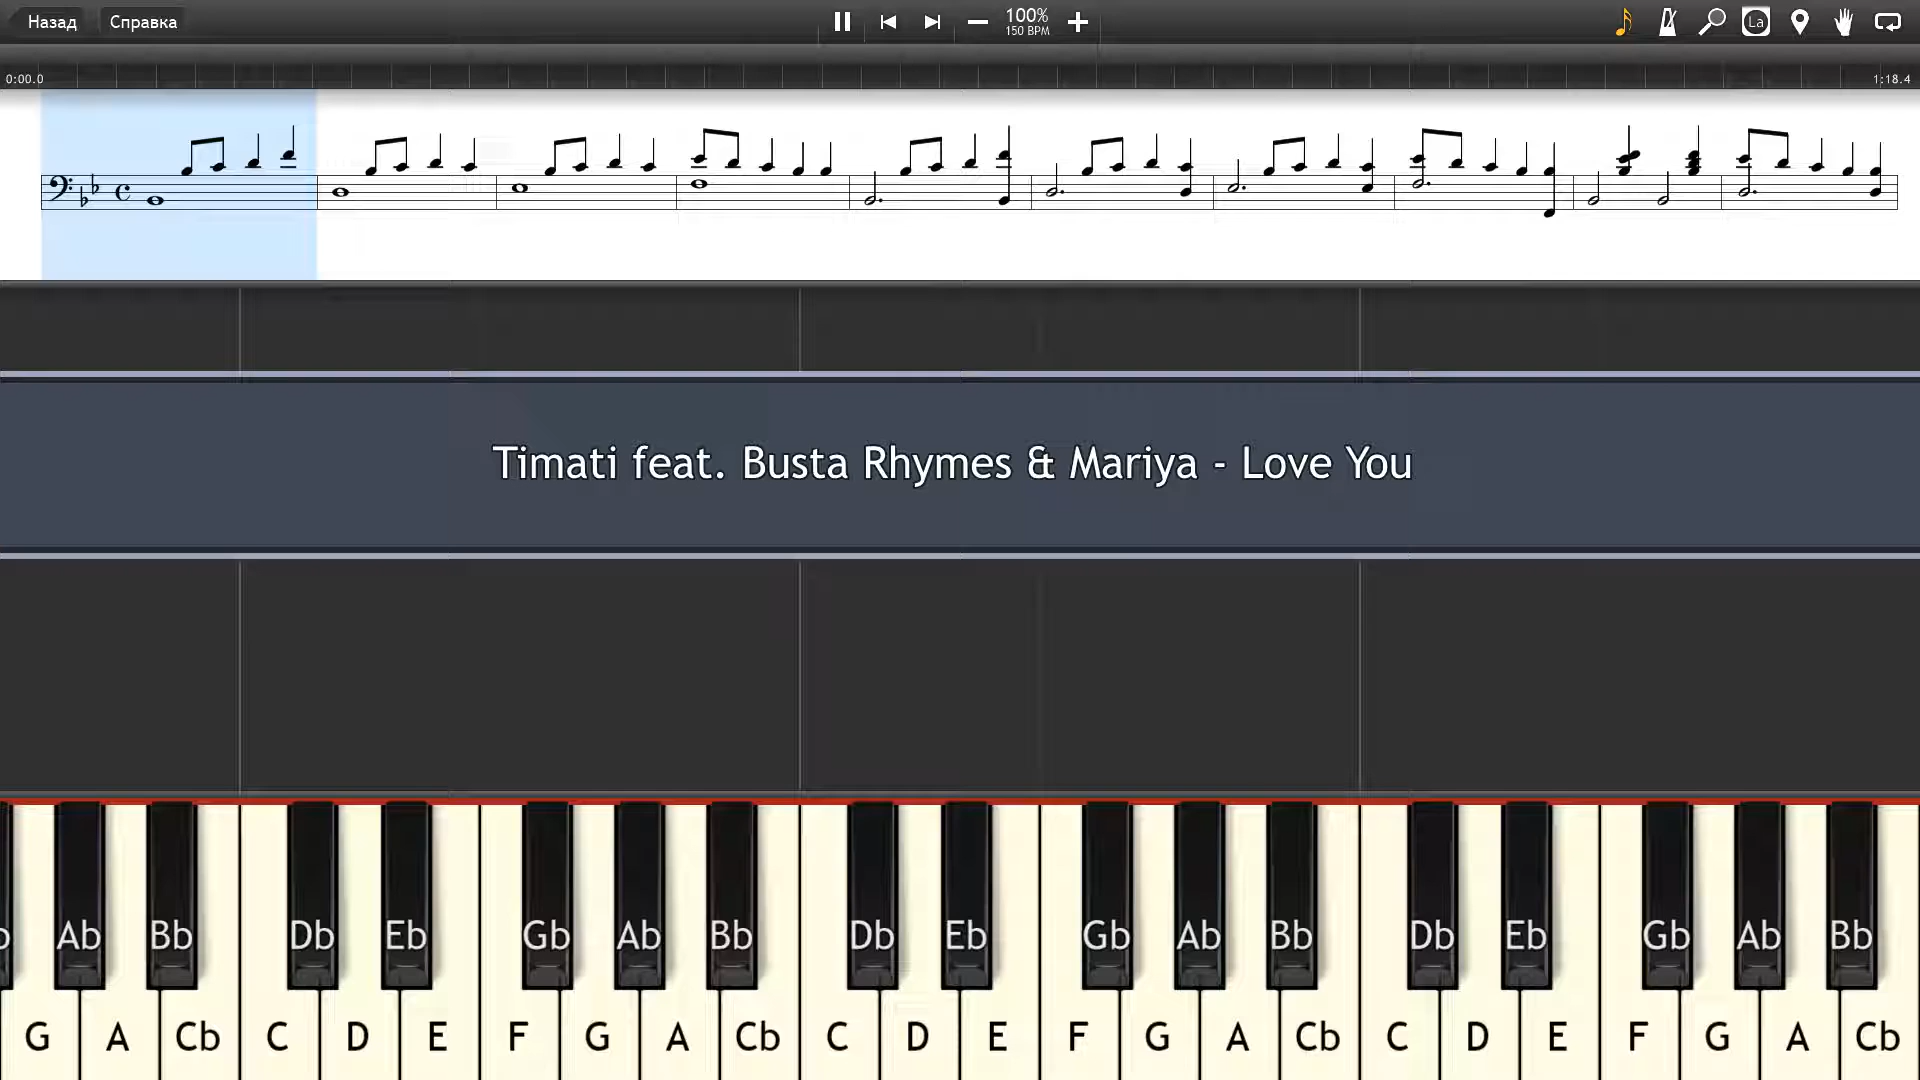 Назад Справка 100% La
150 BPM
0:00.0 1:18.4
Timati feat. Busta Rhymes & Mariya - Love You
Ab Bb Db Eb Gb Ab Bb Db Eb Gb Ab Bb Db Eb Gb Ab Bb
G A Cb C D E F G A Cb C D E F G A Cb C D E F G A Cb